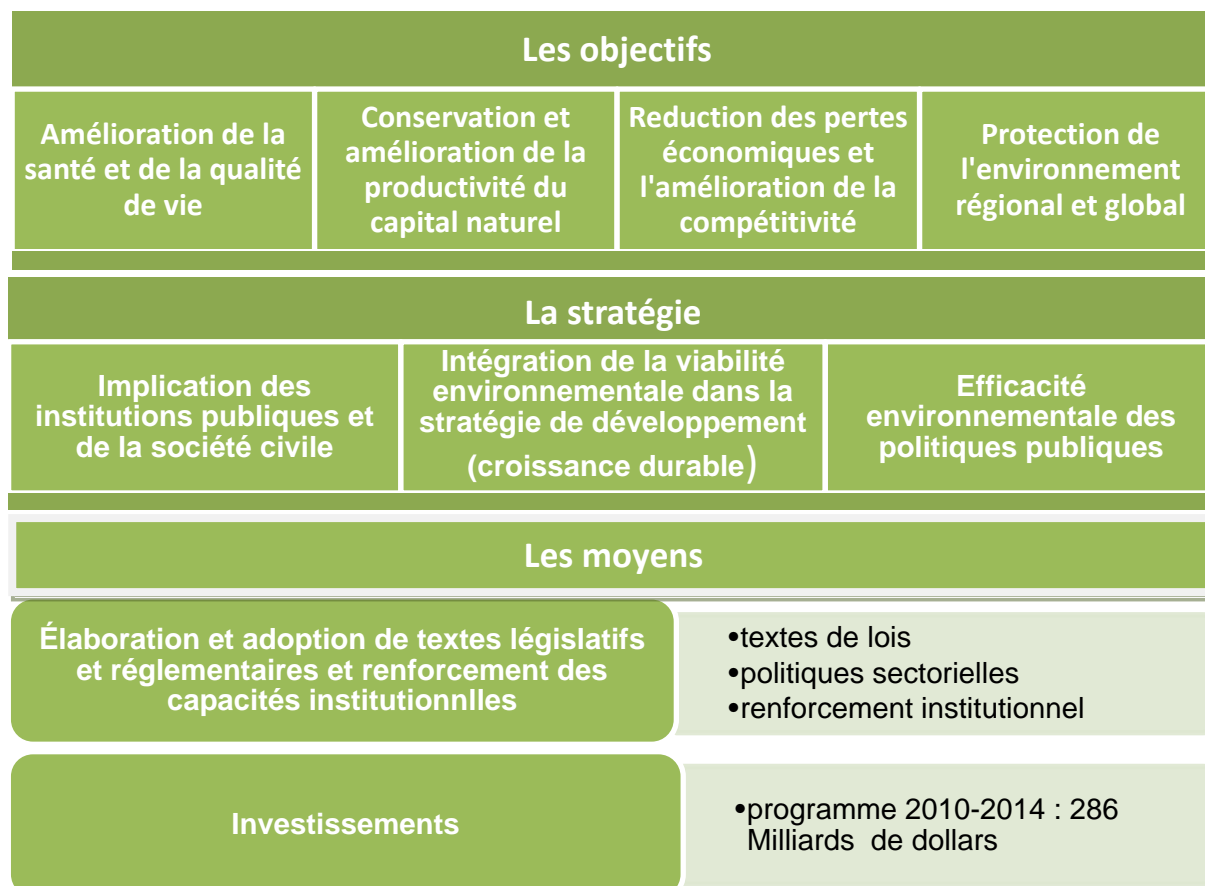 Les objectifs
Amélioration de la
santé et de la qualité
de vie
Conservation et
amélioration de la
productivité du
capital naturel
Reduction des pertes
économiques et
l'amélioration de la
compétitivité
Protection de
l'environnement
régional et global
La stratégie
Implication des
institutions publiques et
de la société civile
Intégration de la viabilité
environnementale dans la
stratégie de développement
(croissance durable)
Efficacité
environnementale des
politiques publiques
Les moyens
Élaboration et adoption de textes législatifs
et réglementaires et renforcement des
capacités institutionnlles
•textes de lois
•politiques sectorielles
•renforcement institutionnel
Investissements
•programme 2010-2014 : 286
Milliards de dollars